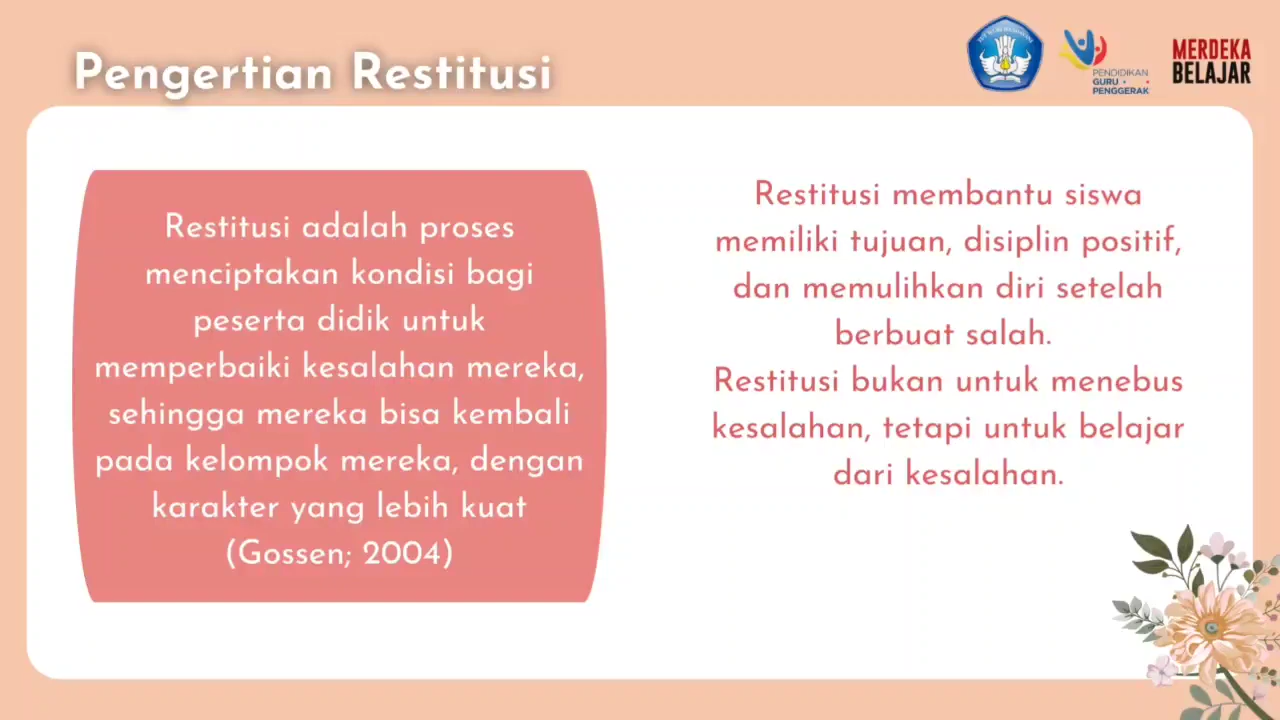 Pengertian Restitusi
PENDIDIKAN
GURU
PENGGERAK
MERDEKA
BELAJAR
Restitusi adalah proses
menciptakan kondisi bagi
peserta didik untuk
memperbaiki kesalahan mereka,
sehingga mereka bisa kembali
pada kelompok mereka, dengan
karakter yang lebih kuat
(Gossen; 2004)
Restitusi membantu siswa
memiliki tujuan, disiplin positif,
dan memulihkan diri setelah
berbuat salah.
Restitusi bukan untuk menebus
kesalahan, tetapi untuk belajar
dari kesalahan.